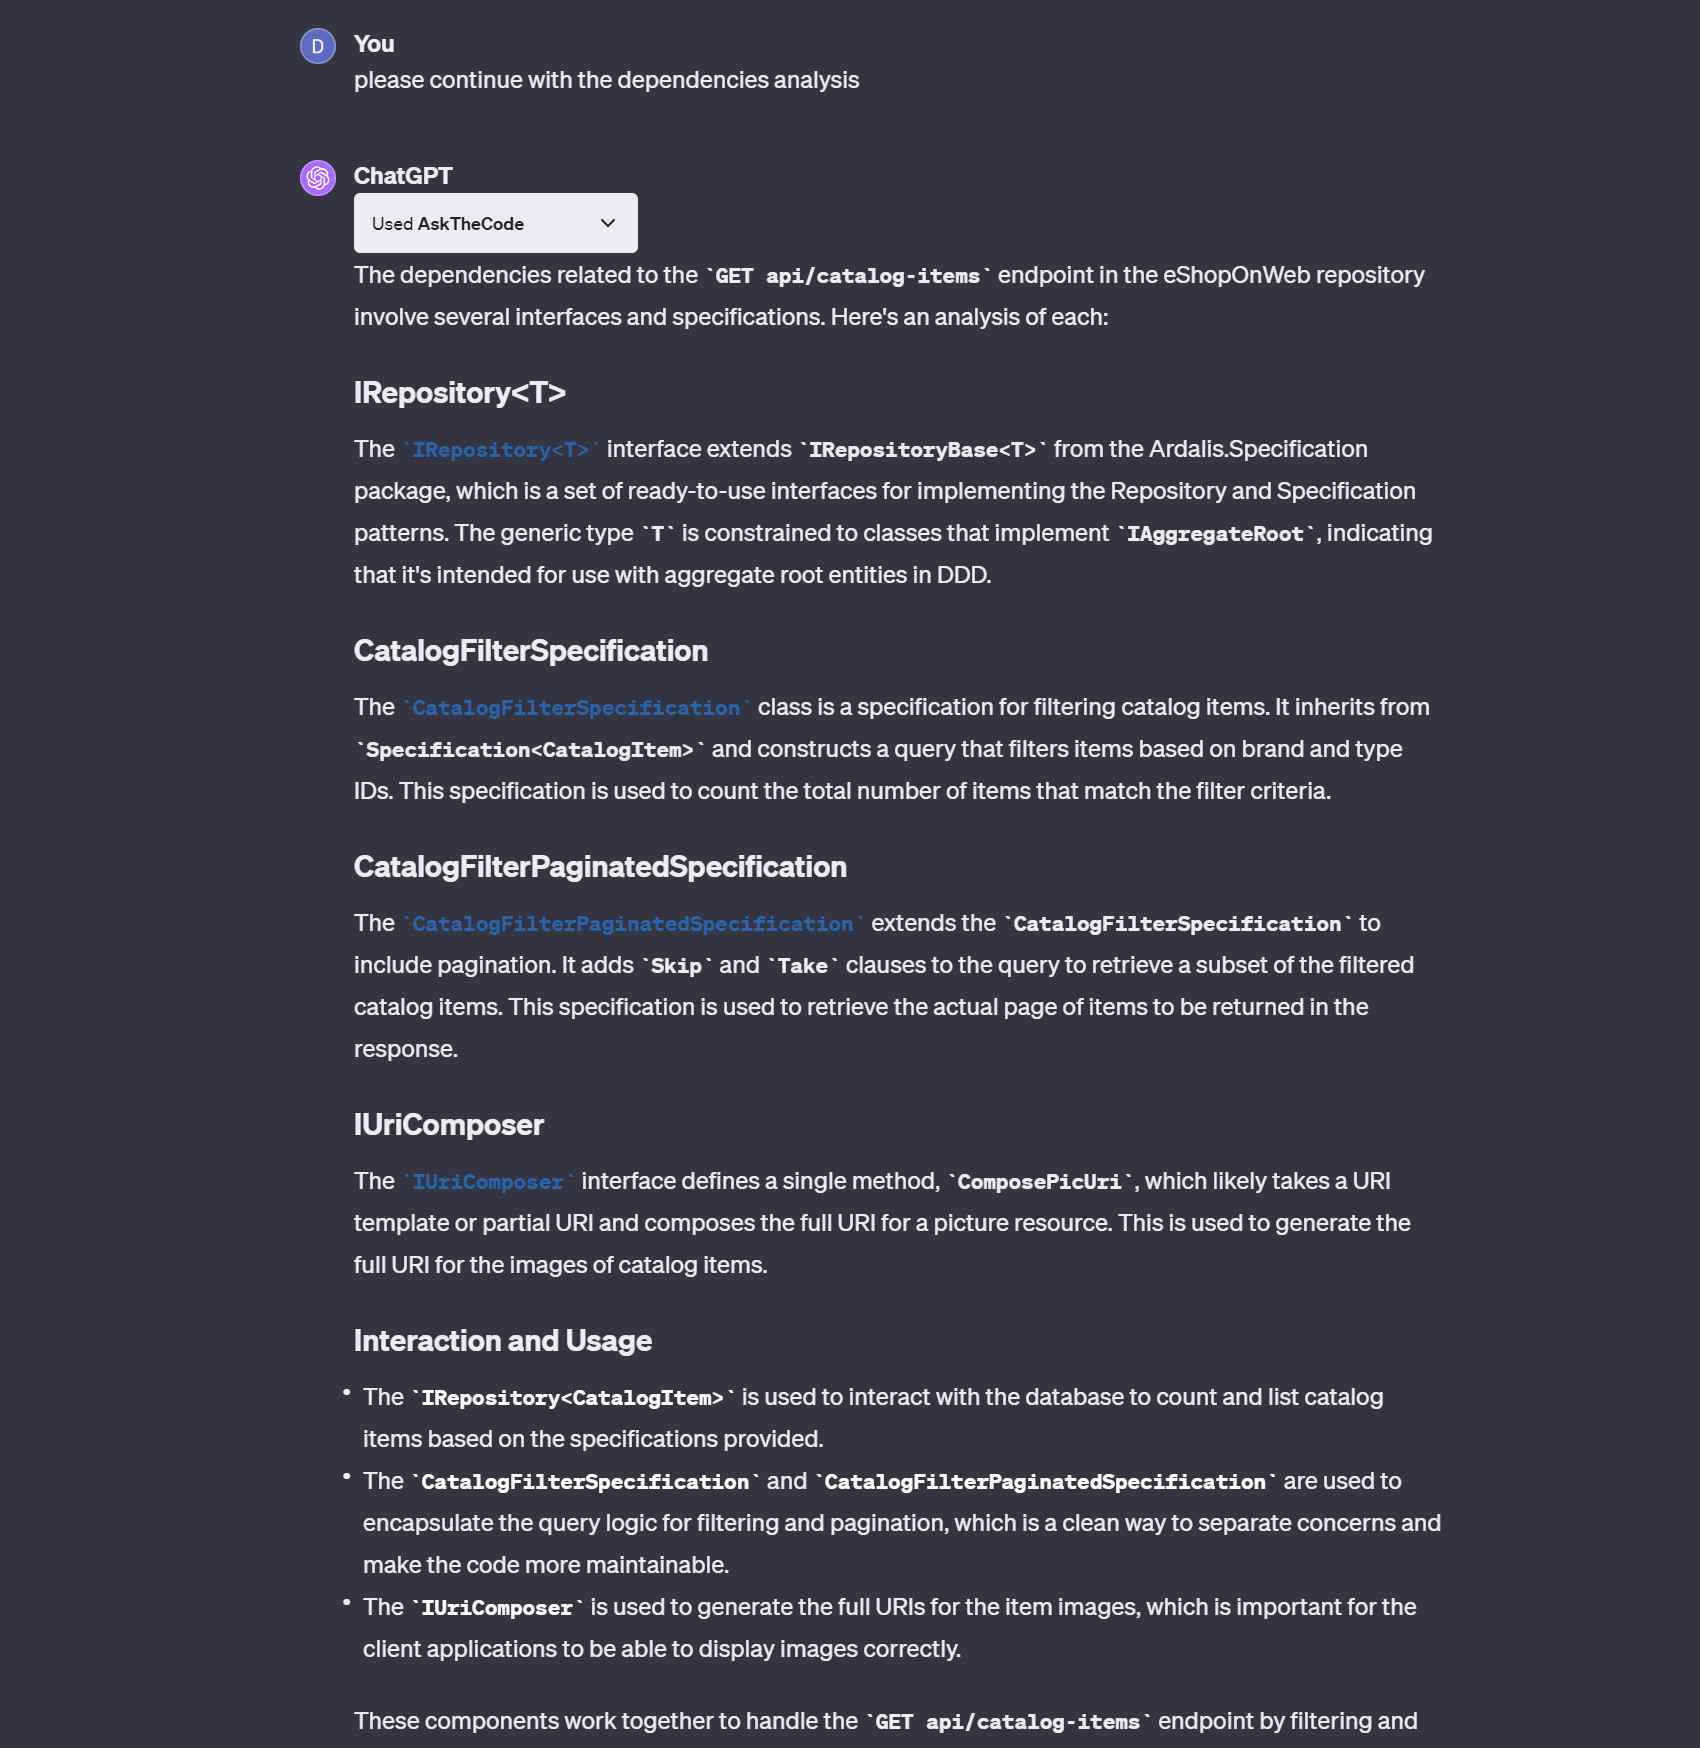 D
You
please continue with the dependencies analysis
ChatGPT
Used AskTheCode
The dependencies related to the `GET api/catalog-items` endpoint in the eShopOnWeb repository
involve several interfaces and specifications. Here's an analysis of each:
IRepository<T>
The `IRepository<T>` interface extends `IRepositoryBase<T>` from the Ardalis.Specification
package, which is a set of ready-to-use interfaces for implementing the Repository and Specification
patterns. The generic type `T` is constrained to classes that implement `IAggregateRoot`, indicating
that it's intended for use with aggregate root entities in DDD.
CatalogFilterSpecification
The `CatalogFilterSpecification` class is a specification for filtering catalog items. It inherits from
`Specification<CatalogItem>` and constructs a query that filters items based on brand and type
IDs. This specification is used to count the total number of items that match the filter criteria.
CatalogFilterPaginatedSpecification
The `CatalogFilterPaginatedSpecification` extends the `CatalogFilterSpecification` to
include pagination. It adds `Skip` and `Take` clauses to the query to retrieve a subset of the filtered
catalog items. This specification is used to retrieve the actual page of items to be returned in the
response.
IUriComposer
The `IUriComposer` interface defines a single method, `ComposePicUri`, which likely takes a URI
template or partial URI and composes the full URI for a picture resource. This is used to generate the
full URI for the images of catalog items.
Interaction and Usage
• The `IRepository<CatalogItem>` is used to interact with the database to count and list catalog
items based on the specifications provided.
• The `CatalogFilterSpecification` and `CatalogFilterPaginatedSpecification` are used to
encapsulate the query logic for filtering and pagination, which is a clean way to separate concerns and
make the code more maintainable.
• The `IUriComposer` is used to generate the full URIs for the item images, which is important for the
client applications to be able to display images correctly.
These components work together to handle the `GET api/catalog-items` endpoint by filtering and